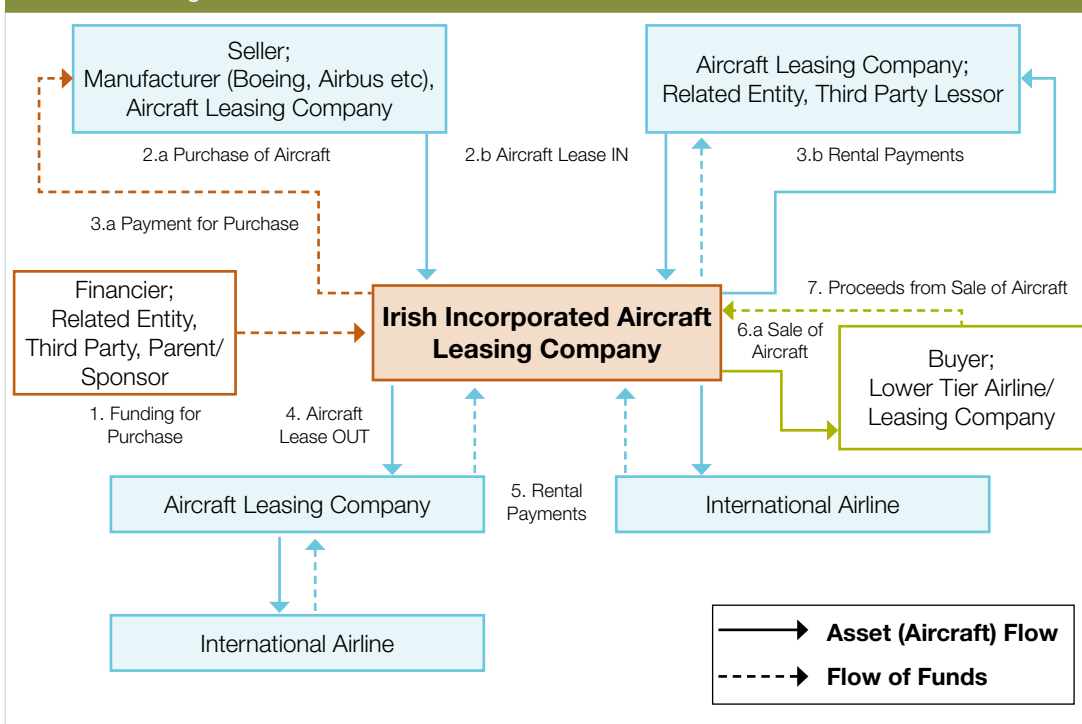 Seller;
Manufacturer (Boeing, Airbus etc),
Aircraft Leasing Company
Aircraft Leasing Company;
Related Entity, Third Party Lessor
2.a Purchase of Aircraft
2.b Aircraft Lease IN
3.b Rental Payments
3.a Payment for Purchase
Financier;
Related Entity,
Third Party, Parent/
Sponsor
Irish Incorporated Aircraft
Leasing Company
7. Proceeds from Sale of Aircraft
6.a Sale of
Aircraft
Buyer;
Lower Tier Airline/
Leasing Company
1. Funding for
Purchase
4. Aircraft
Lease OUT
Aircraft Leasing Company
5. Rental
Payments
International Airline
International Airline
Asset (Aircraft) Flow
Flow of Funds